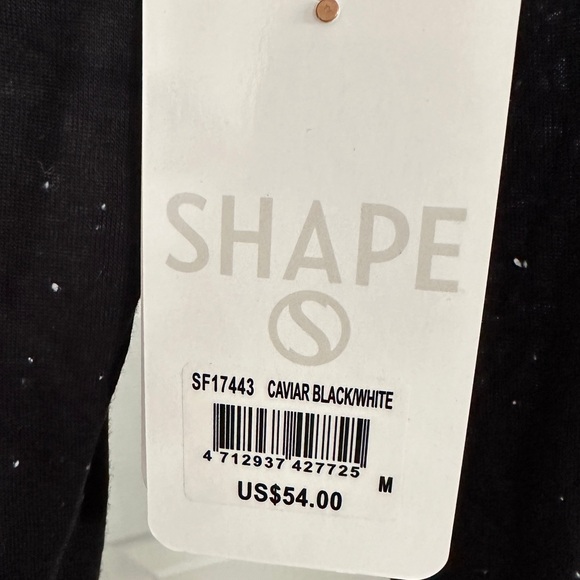 SHAPE
S
SF17443 CAVIAR BLACK/WHITE
4 712937 427725
M
US$54.00